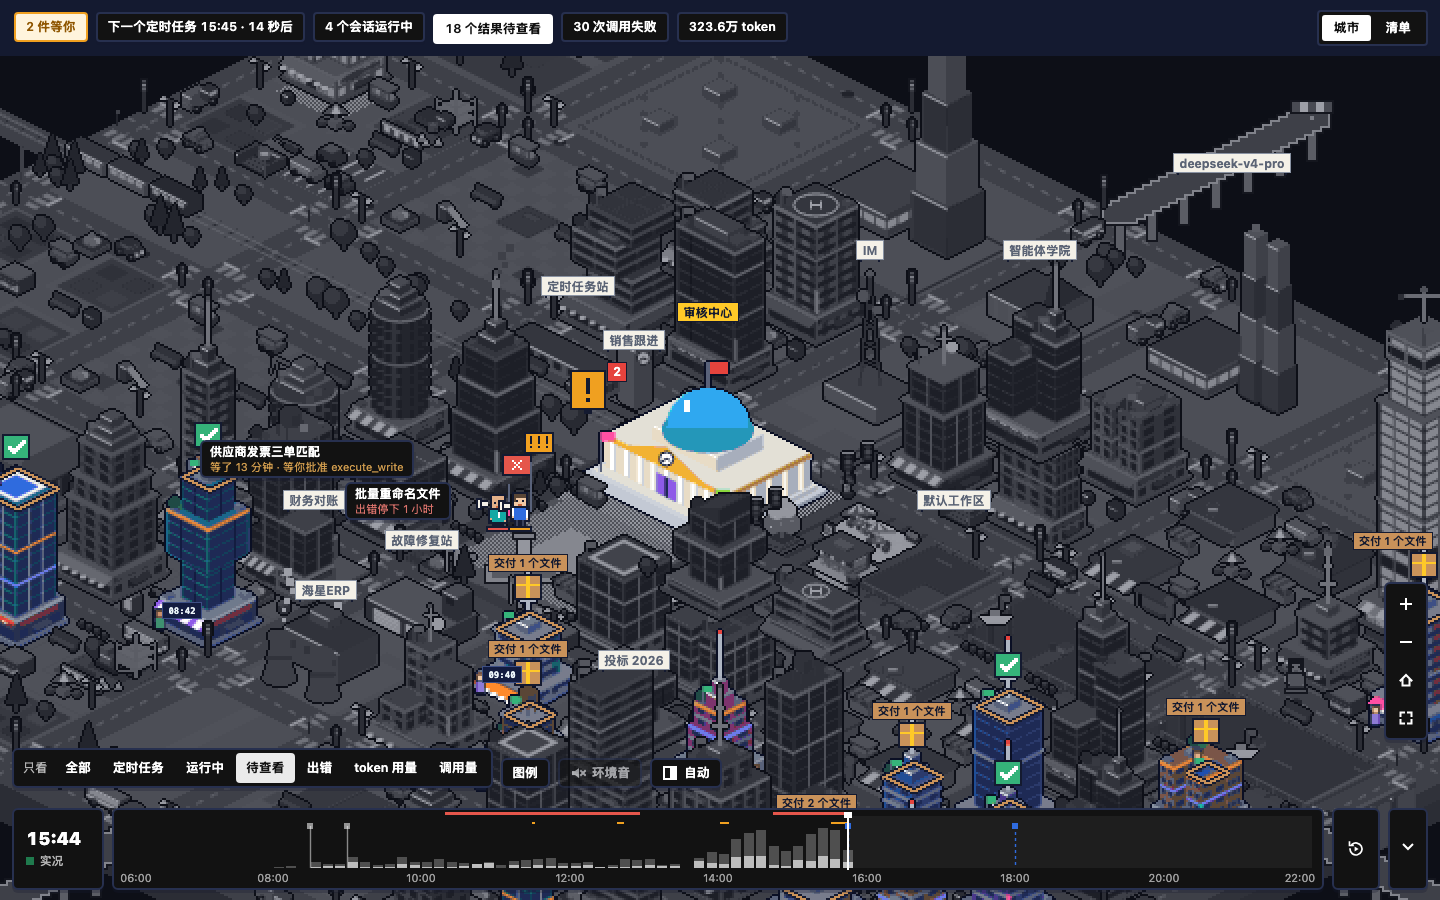 2 件等你
下一个定时任务 15:45 · 14 秒后
4 个会话运行中
18 个结果待查看
30 次调用失败
323.6万 token
城市
清单
deepseek-v4-pro
IM
智能体学院
定时任务站
审核中心
销售跟进
2
供应商发票三单匹配
等了 13 分钟 · 等你批准 execute_write
财务对账
批量重命名文件
出错停下 1 小时
默认工作区
故障修复站
交付 1 个文件
交付 1 个文件
海星ERP
08:42
交付 1 个文件
投标 2026
09:40
交付 1 个文件
交付 1 个文件
只看
全部
定时任务
运行中
待查看
出错
token 用量
调用量
图例
环境音
自动
交付 2 个文件
15:44
实况
06:00
08:00
10:00
12:00
14:00
16:00
18:00
20:00
22:00